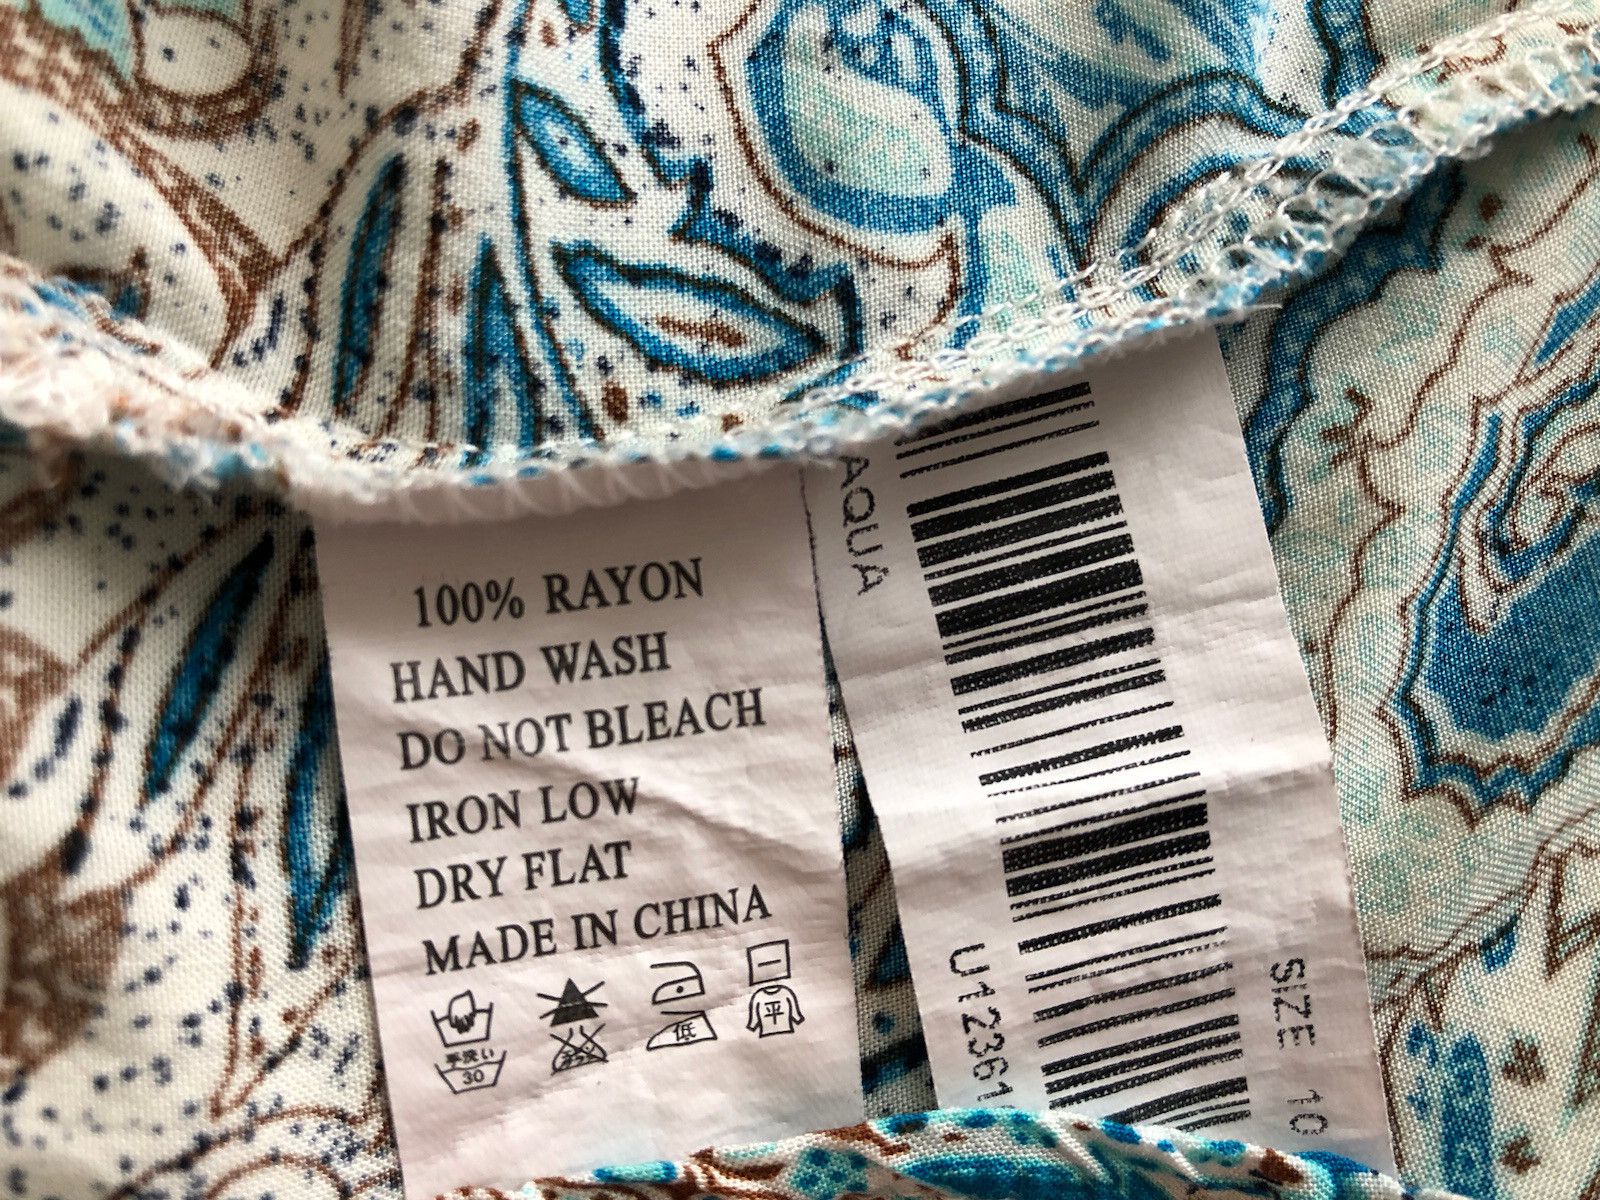 100% RAYON
HAND WASH
DO NOT BLEACH
IRON LOW
DRY FLAT
MADE IN CHINA
手洗い
30
低
平
AQUA
U12361
SIZE 10